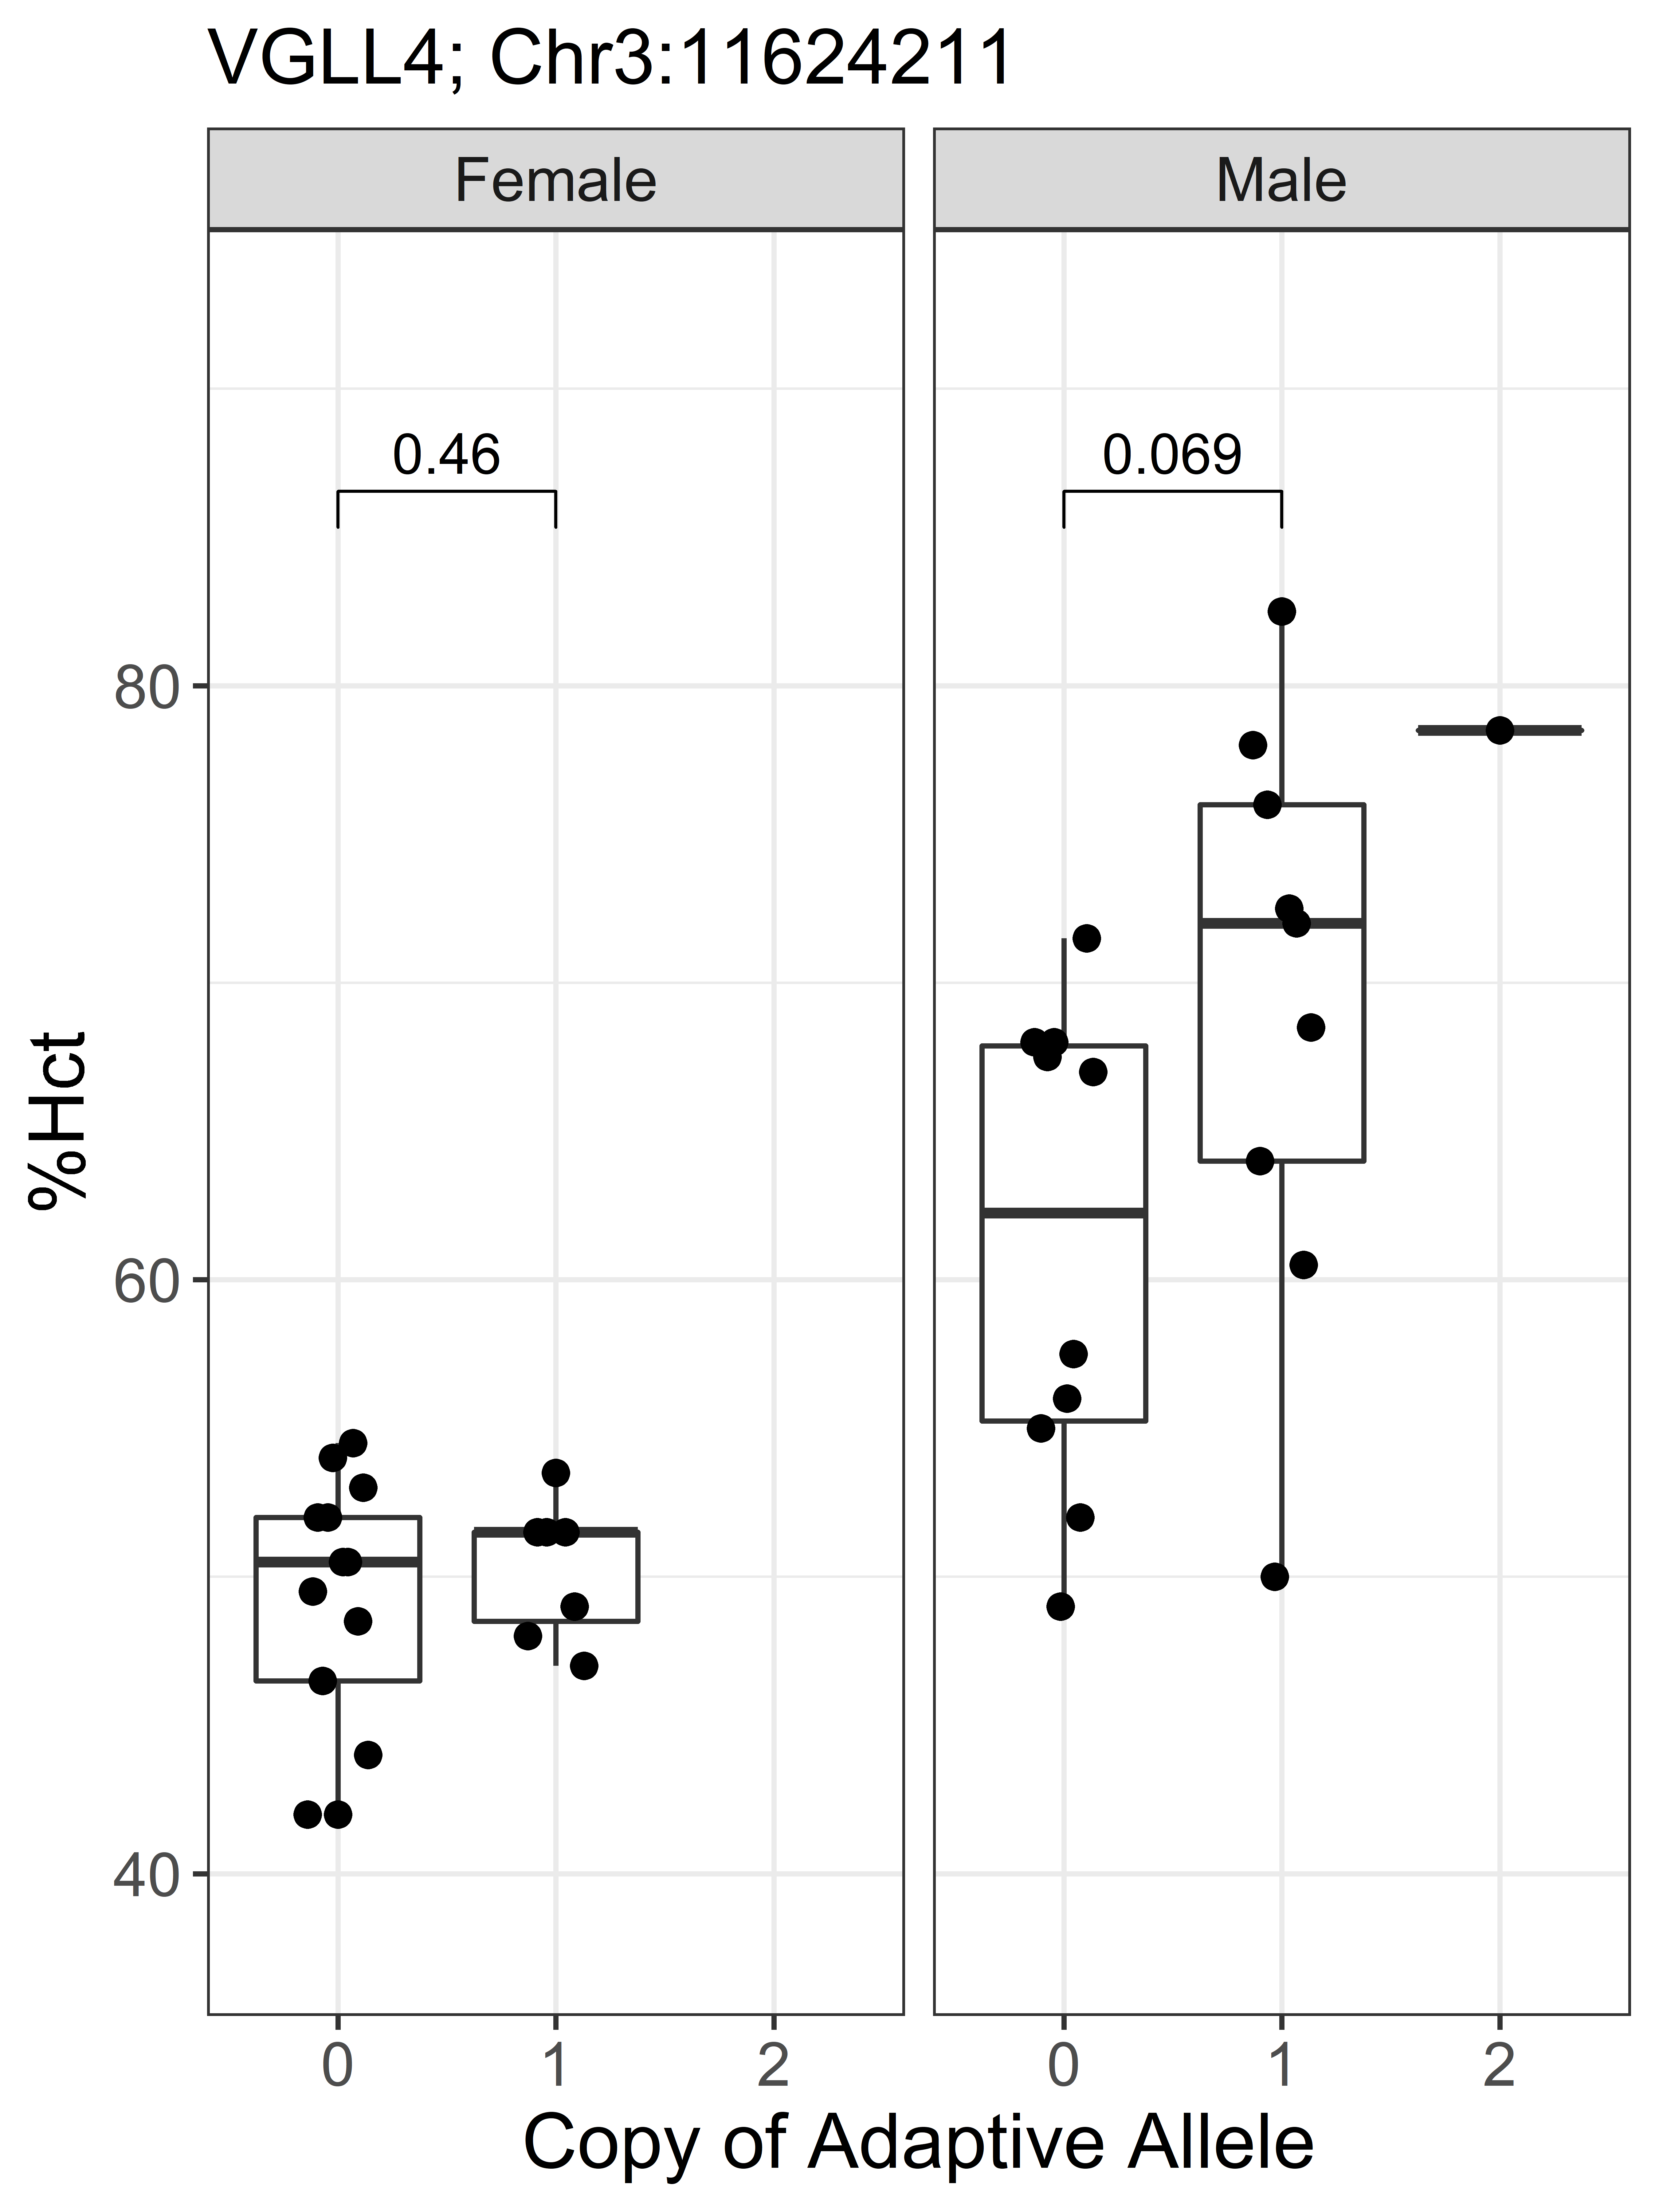 VGLL4; Chr3:11624211
Female
Male
0.46
0.069
80
60
40
%Hct
0 1 2
0 1 2
Copy of Adaptive Allele